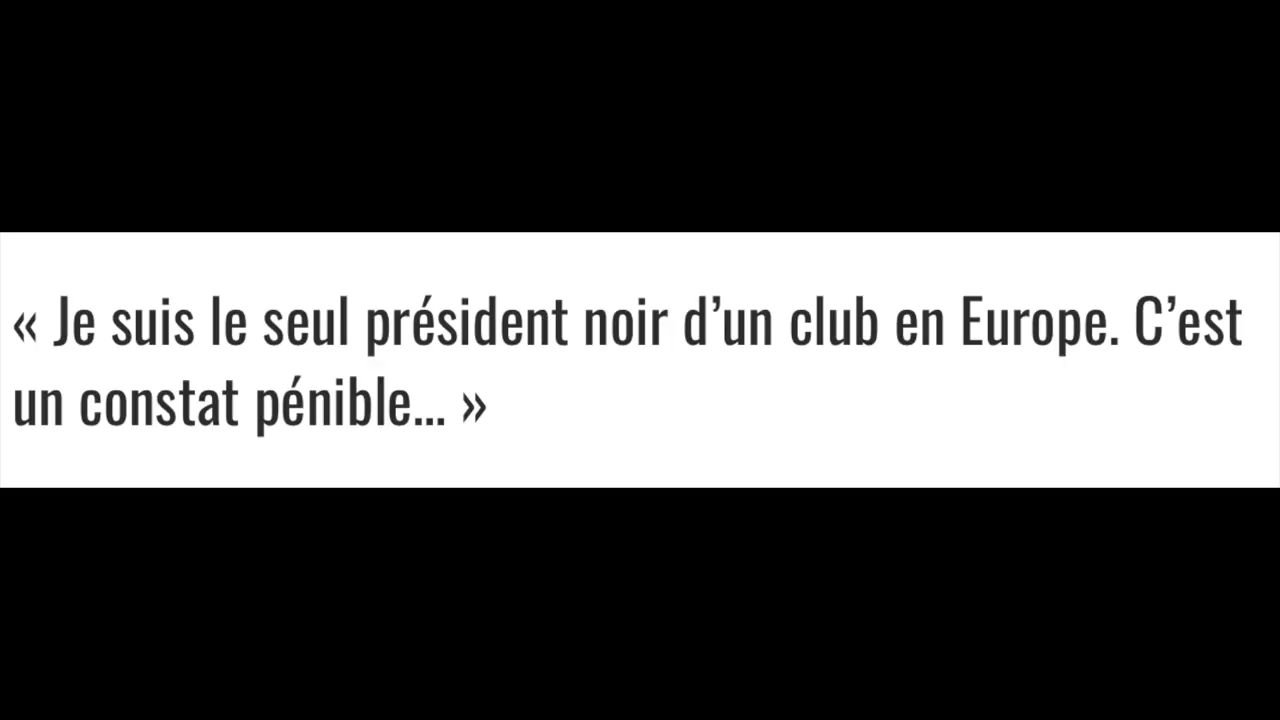 « Je suis le seul président noir d’un club en Europe. C’est
un constat pénible... »